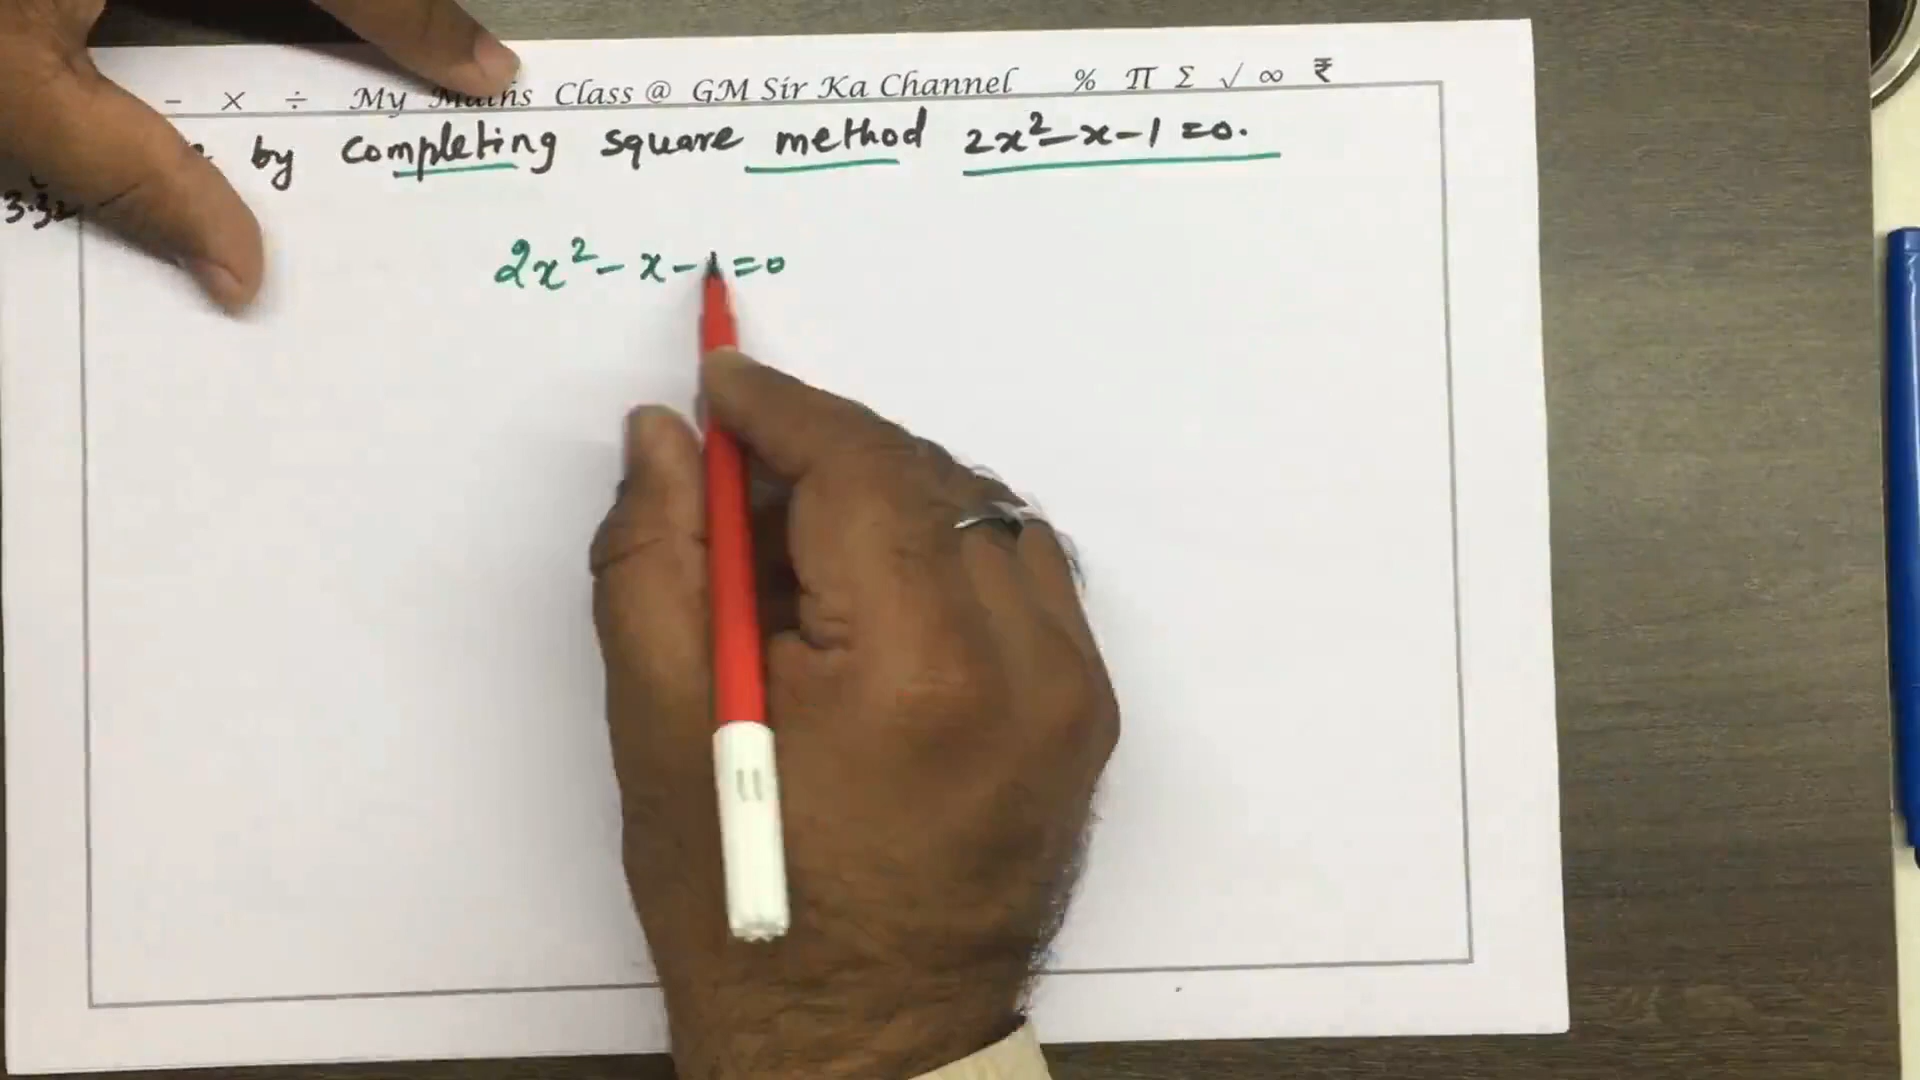 − × ÷ My Maths Class @ GM Sir Ka Channel % Π Σ √ ∞ ₹
by completing square method 2x²-x-1=0.
2x²-x-1=0